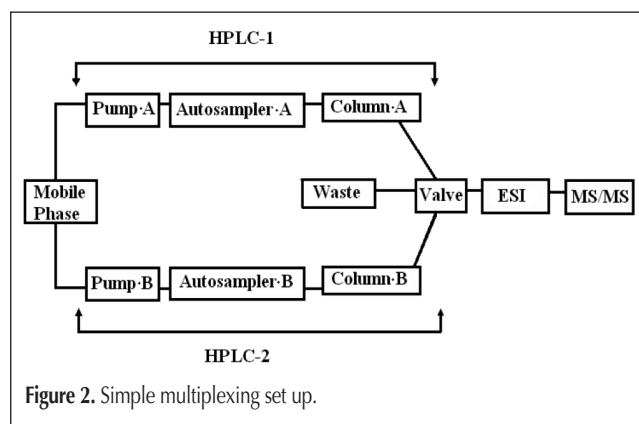 HPLC-1
Pump·A Autosampler·A Column·A
Mobile
Phase
Waste Valve ESI MS/MS
Pump·B Autosampler·B Column·B
HPLC-2
Figure 2. Simple multiplexing set up.